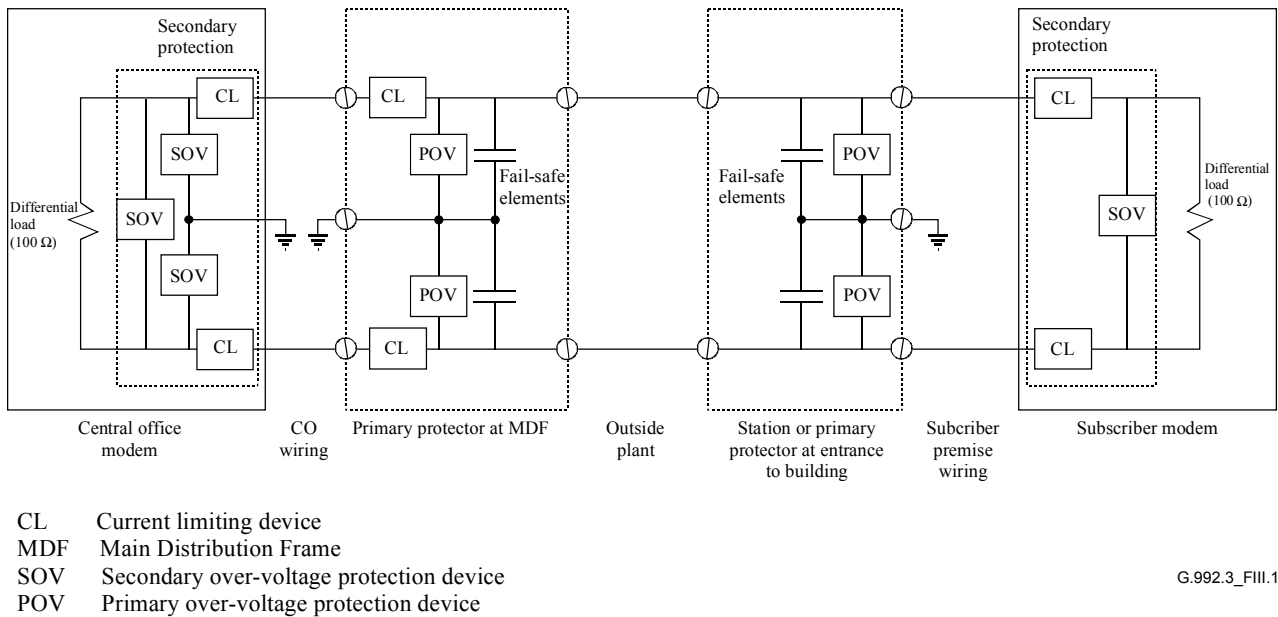 Secondary
protection
Secondary
protection
CL
CL
CL
SOV
POV
Fail-safe
elements
Fail-safe
elements
POV
Differential
load
(100 Ω)
SOV
SOV
Differential
load
(100 Ω)
SOV
POV
POV
CL
CL
CL
Central office
modem
CO
wiring
Primary protector at MDF
Outside
plant
Station or primary
protector at entrance
to building
Subcriber
premise
wiring
Subscriber modem
CL Current limiting device
MDF Main Distribution Frame
SOV Secondary over-voltage protection device
POV Primary over-voltage protection device
G.992.3_FIII.1